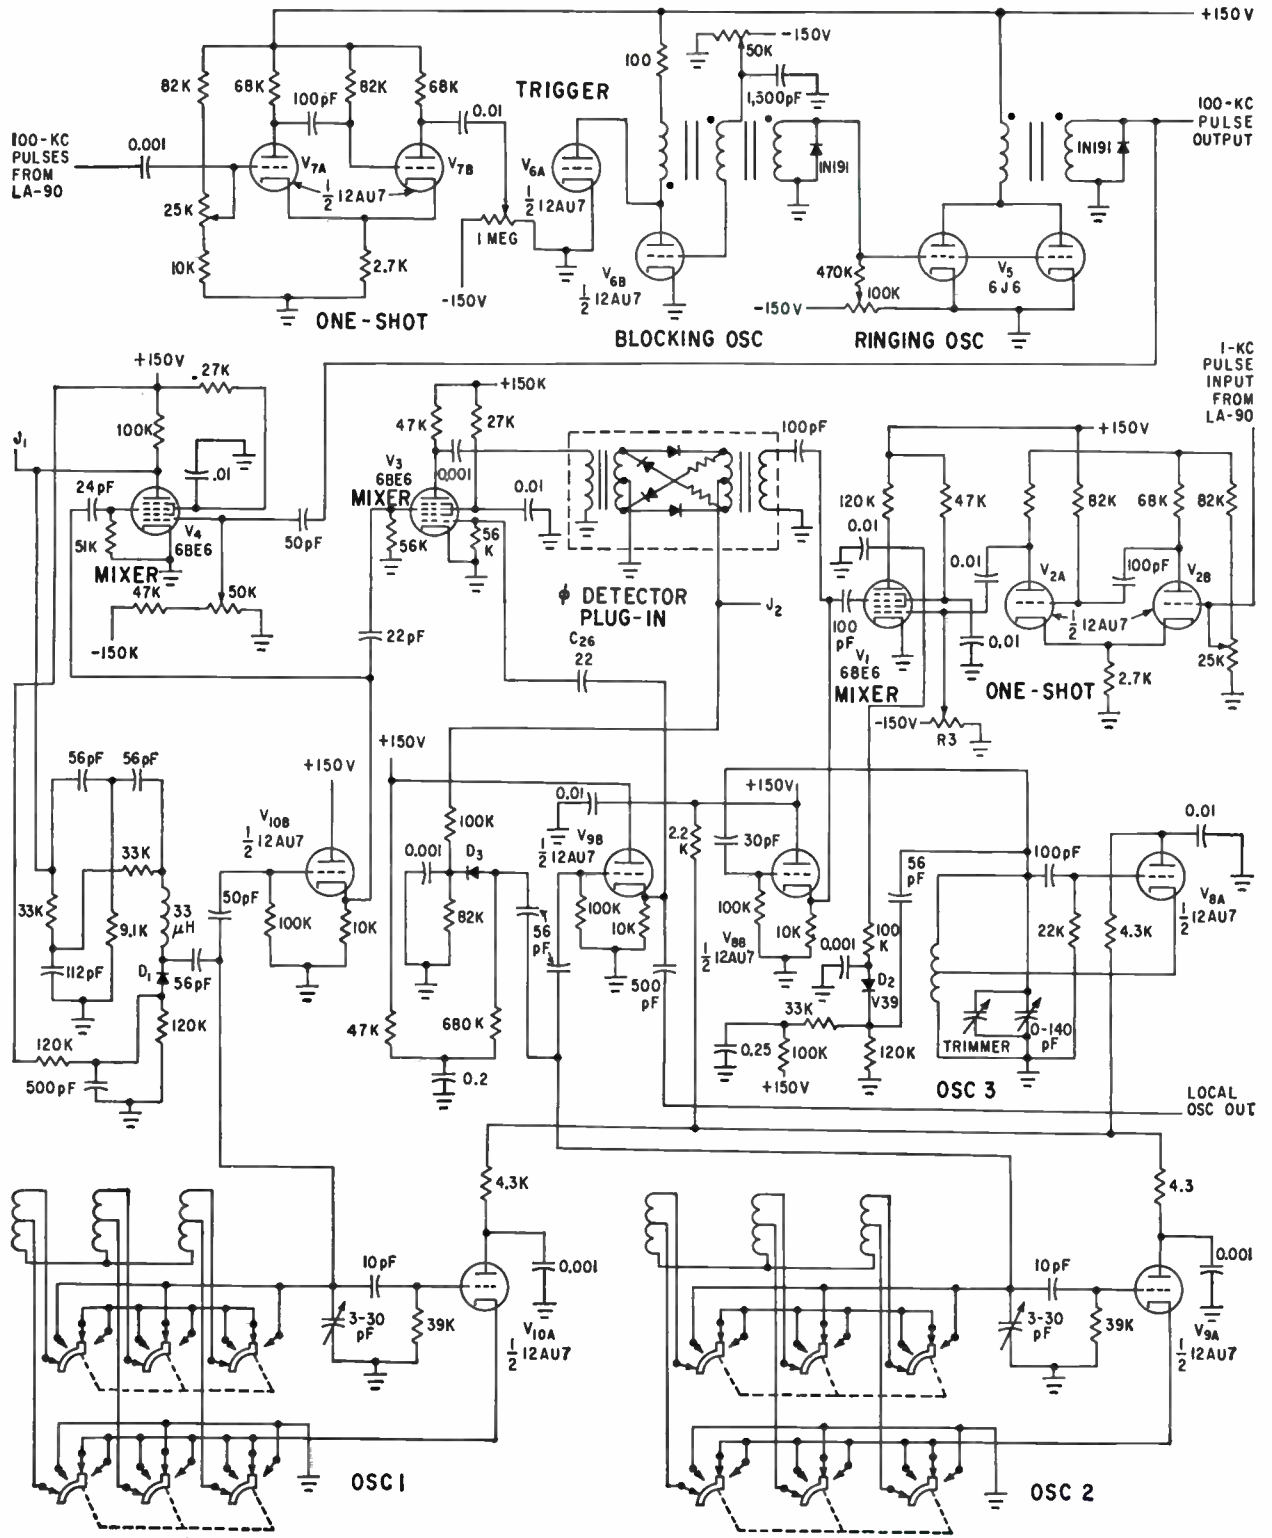 +150V
-150V
50K
100
82K
68K
82K
68K
100pF
0.01
TRIGGER
1,500pF
100-KC
PULSE
OUTPUT
100-KC
PULSES
FROM
LA-90
0.001
V7A
V7B
V6A
1/2 12AU7
1/2 12AU7
1N191
1N191
25K
1 MEG
10K
2.7K
-150V
V6B
1/2 12AU7
470K
100K
-150V
V5
6J6
ONE-SHOT
BLOCKING OSC
RINGING OSC
1-KC
PULSE
INPUT
FROM
LA-90
+150V
.27K
+150K
47K
27K
100K
J1
.01
24pF
V4
6BE6
51K
50pF
MIXER
47K
50K
-150K
V3
6BE6
MIXER
0.001
0.01
56K
56
K
22pF
ϕ DETECTOR
PLUG-IN
J2
C26
22
100pF
+150V
120K
47K
82K
68K
82K
0.01
0.01
V2A
100pF
V2B
1/2 12AU7
100
pF
V1
6BE6
MIXER
0.01
ONE-SHOT
2.7K
25K
-150V
R3
56pF
56pF
+150V
V10B
1/2 12AU7
33K
33K
33
μH
9.1K
112pF
D1
56pF
50pF
100K
10K
120K
120K
500pF
+150V
100K
0.001
D3
82K
47K
680K
0.2
0.01
V9B
1/2 12AU7
56
pF
100K
10K
500
pF
2.2
K
+150V
30pF
100K
10K
V8B
1/2 12AU7
56
pF
100
K
0.001
D2
V39
33K
0.25
100K
+150V
120K
100pF
0.01
V8A
1/2 12AU7
22K
4.3K
TRIMMER
0-140
pF
OSC 3
LOCAL
OSC OUT
4.3K
10pF
0.001
3-30
pF
39K
V10A
1/2 12AU7
OSC 1
4.3
10pF
0.001
3-30
pF
39K
V9A
1/2 12AU7
OSC 2